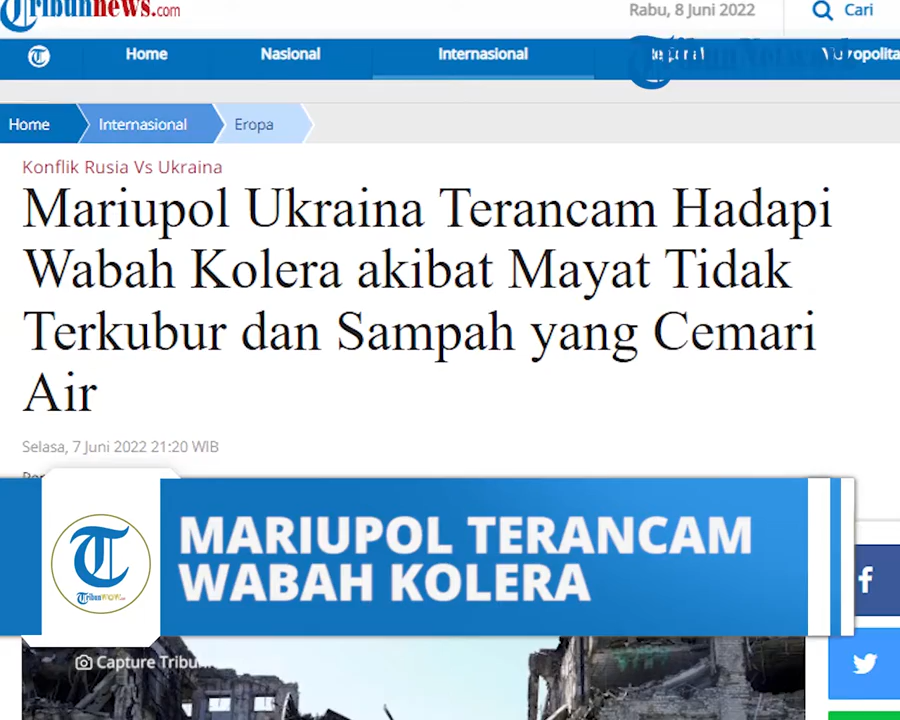 Tribunnews.com
Rabu, 8 Juni 2022
Cari
Home
Nasional
Internasional
Home
Internasional
Eropa
Konflik Rusia Vs Ukraina
Mariupol Ukraina Terancam Hadapi
Wabah Kolera akibat Mayat Tidak
Terkubur dan Sampah yang Cemari
Air
Selasa, 7 Juni 2022 21:20 WIB
MARIUPOL TERANCAM
WABAH KOLERA
Capture